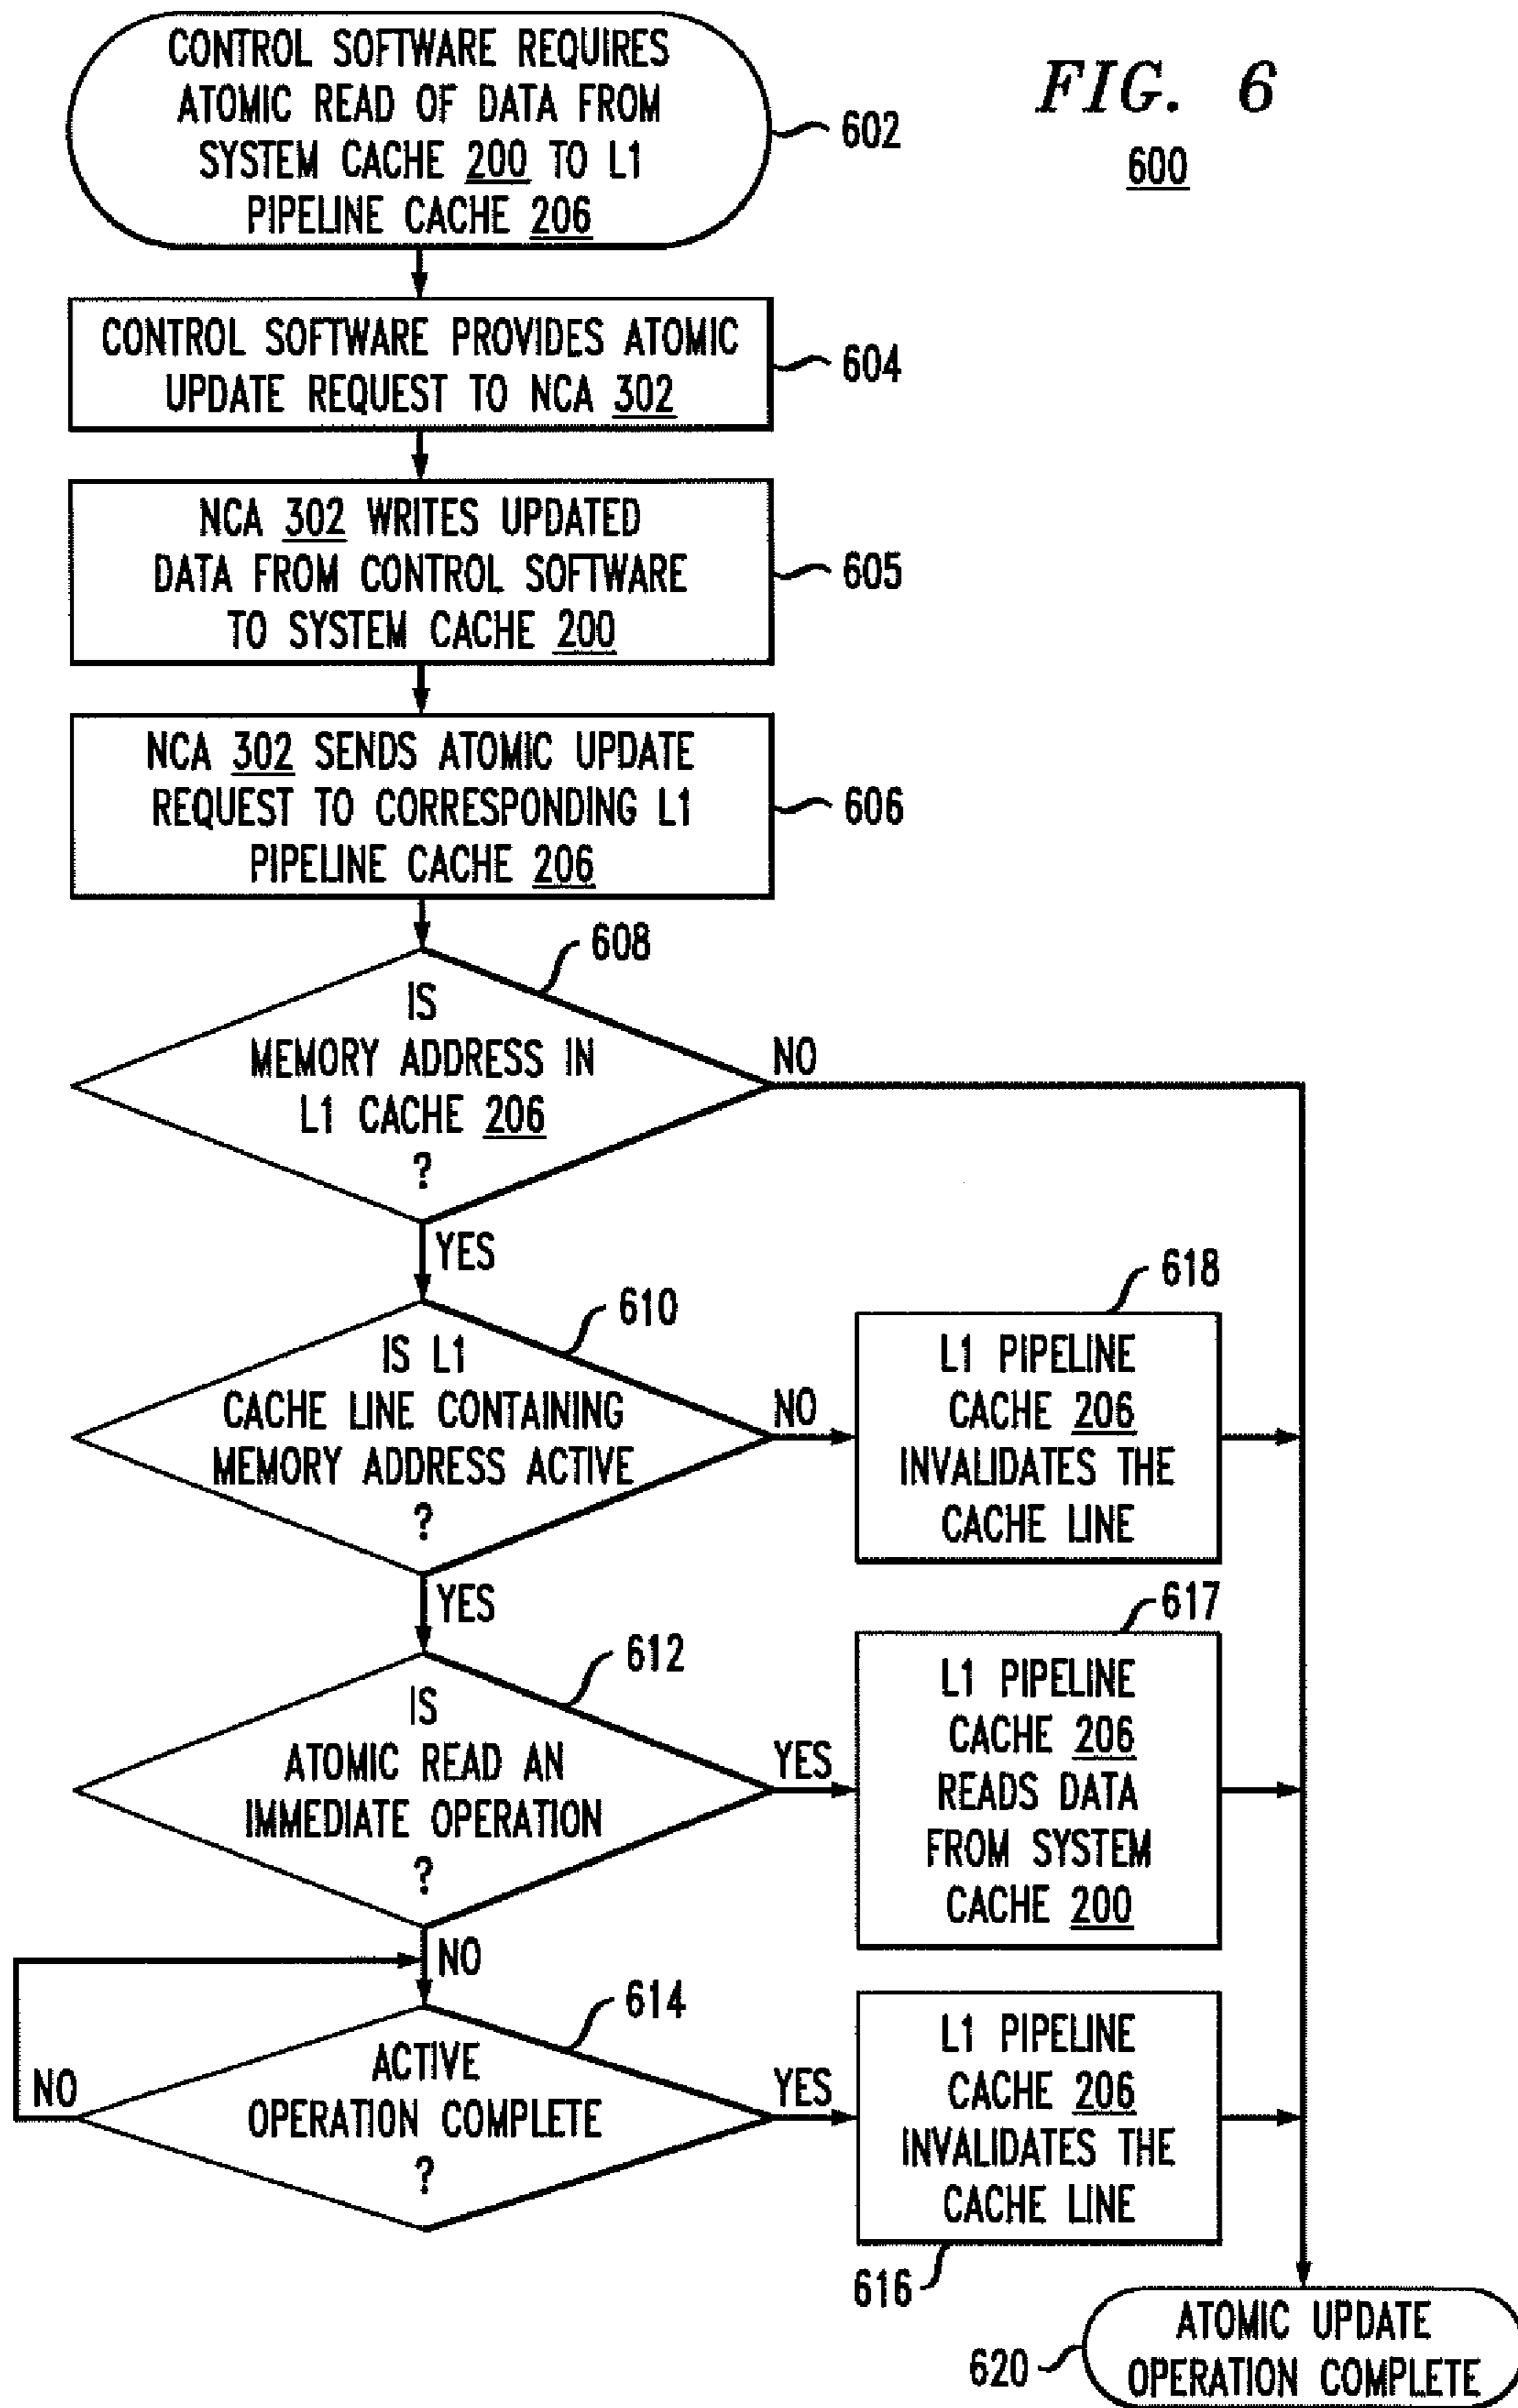 FIG. 6
600
CONTROL SOFTWARE REQUIRES
ATOMIC READ OF DATA FROM
SYSTEM CACHE 200 TO L1
PIPELINE CACHE 206
602
CONTROL SOFTWARE PROVIDES ATOMIC
UPDATE REQUEST TO NCA 302
604
NCA 302 WRITES UPDATED
DATA FROM CONTROL SOFTWARE
TO SYSTEM CACHE 200
605
NCA 302 SENDS ATOMIC UPDATE
REQUEST TO CORRESPONDING L1
PIPELINE CACHE 206
606
608
IS
MEMORY ADDRESS IN
L1 CACHE 206
?
NO
YES
610
IS L1
CACHE LINE CONTAINING
MEMORY ADDRESS ACTIVE
?
NO
618
L1 PIPELINE
CACHE 206
INVALIDATES THE
CACHE LINE
YES
612
IS
ATOMIC READ AN
IMMEDIATE OPERATION
?
YES
617
L1 PIPELINE
CACHE 206
READS DATA
FROM SYSTEM
CACHE 200
NO
614
ACTIVE
OPERATION COMPLETE
?
NO
YES
L1 PIPELINE
CACHE 206
INVALIDATES THE
CACHE LINE
616
620
ATOMIC UPDATE
OPERATION COMPLETE